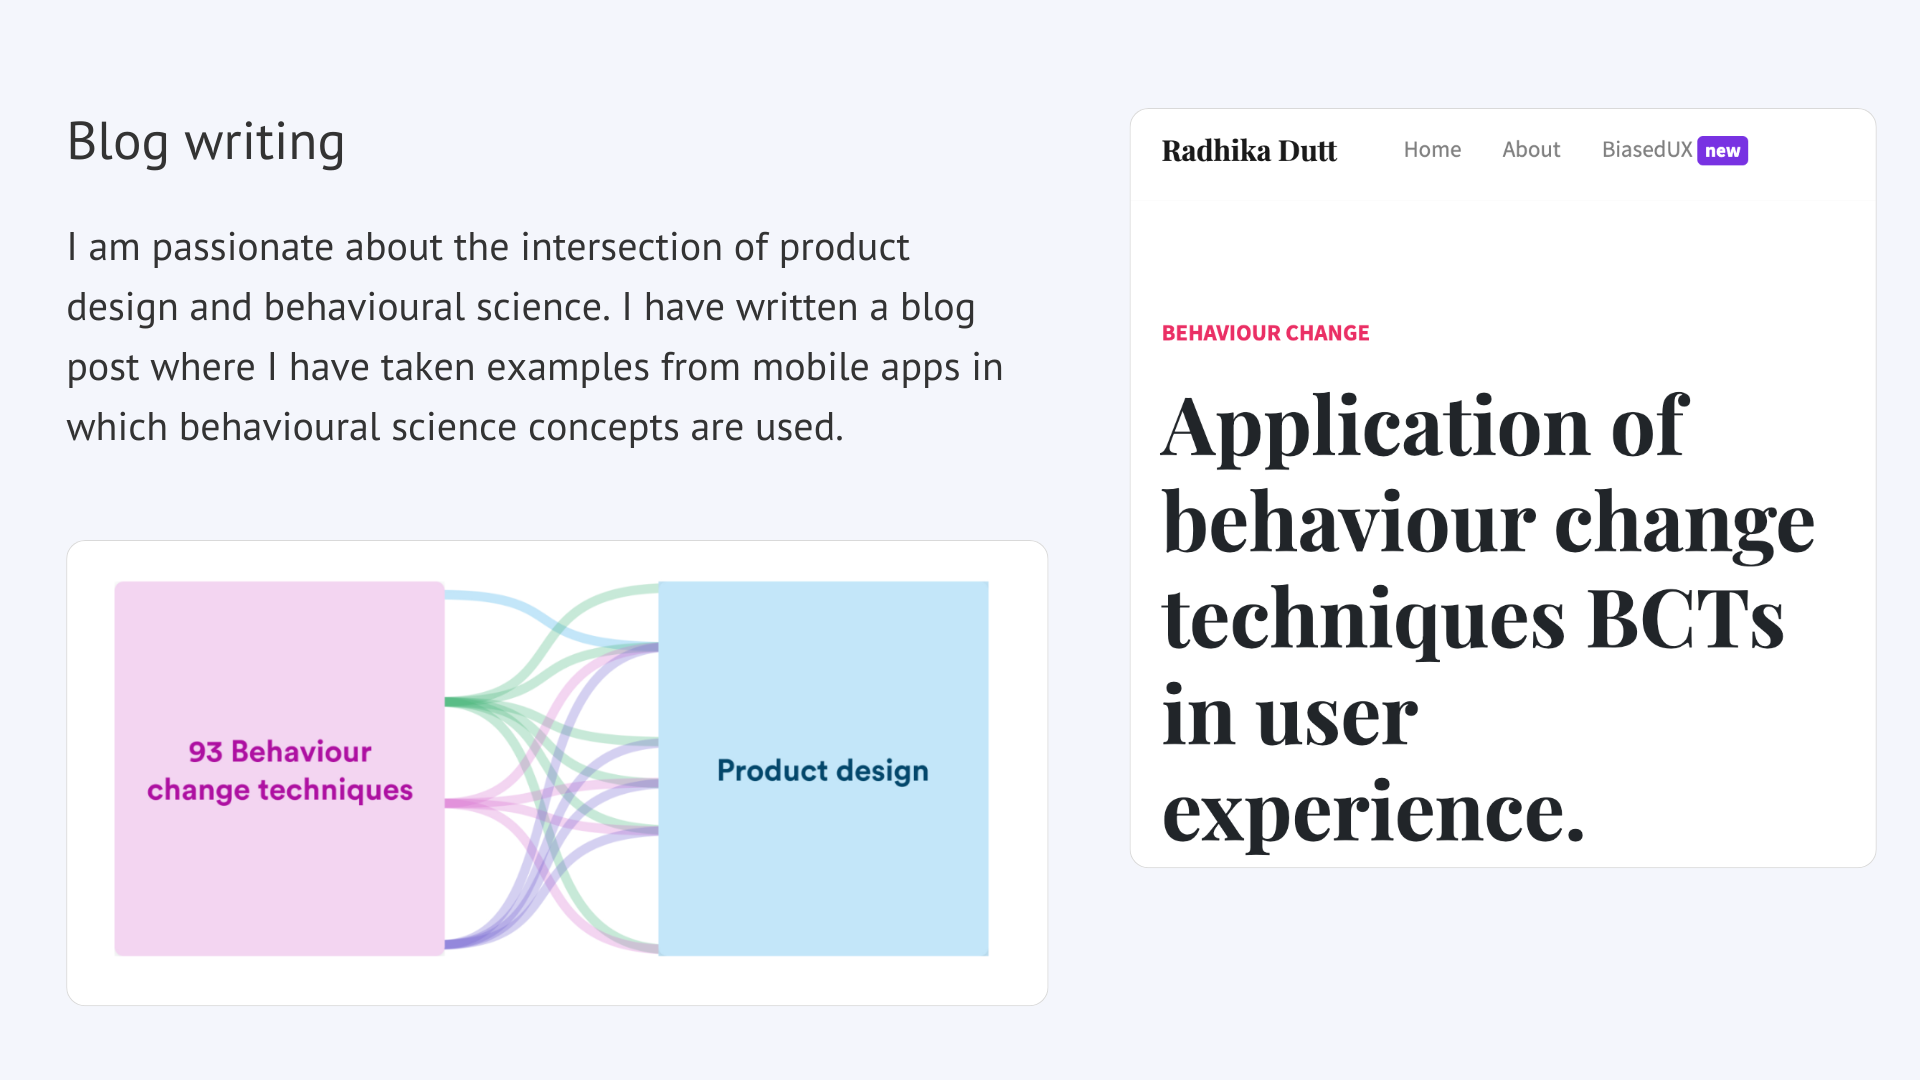 Blog writing
I am passionate about the intersection of product
design and behavioural science. I have written a blog
post where I have taken examples from mobile apps in
which behavioural science concepts are used.
93 Behaviour
change techniques
Product design
Radhika Dutt Home About BiasedUX new
BEHAVIOUR CHANGE
Application of
behaviour change
techniques BCTs
in user
experience.